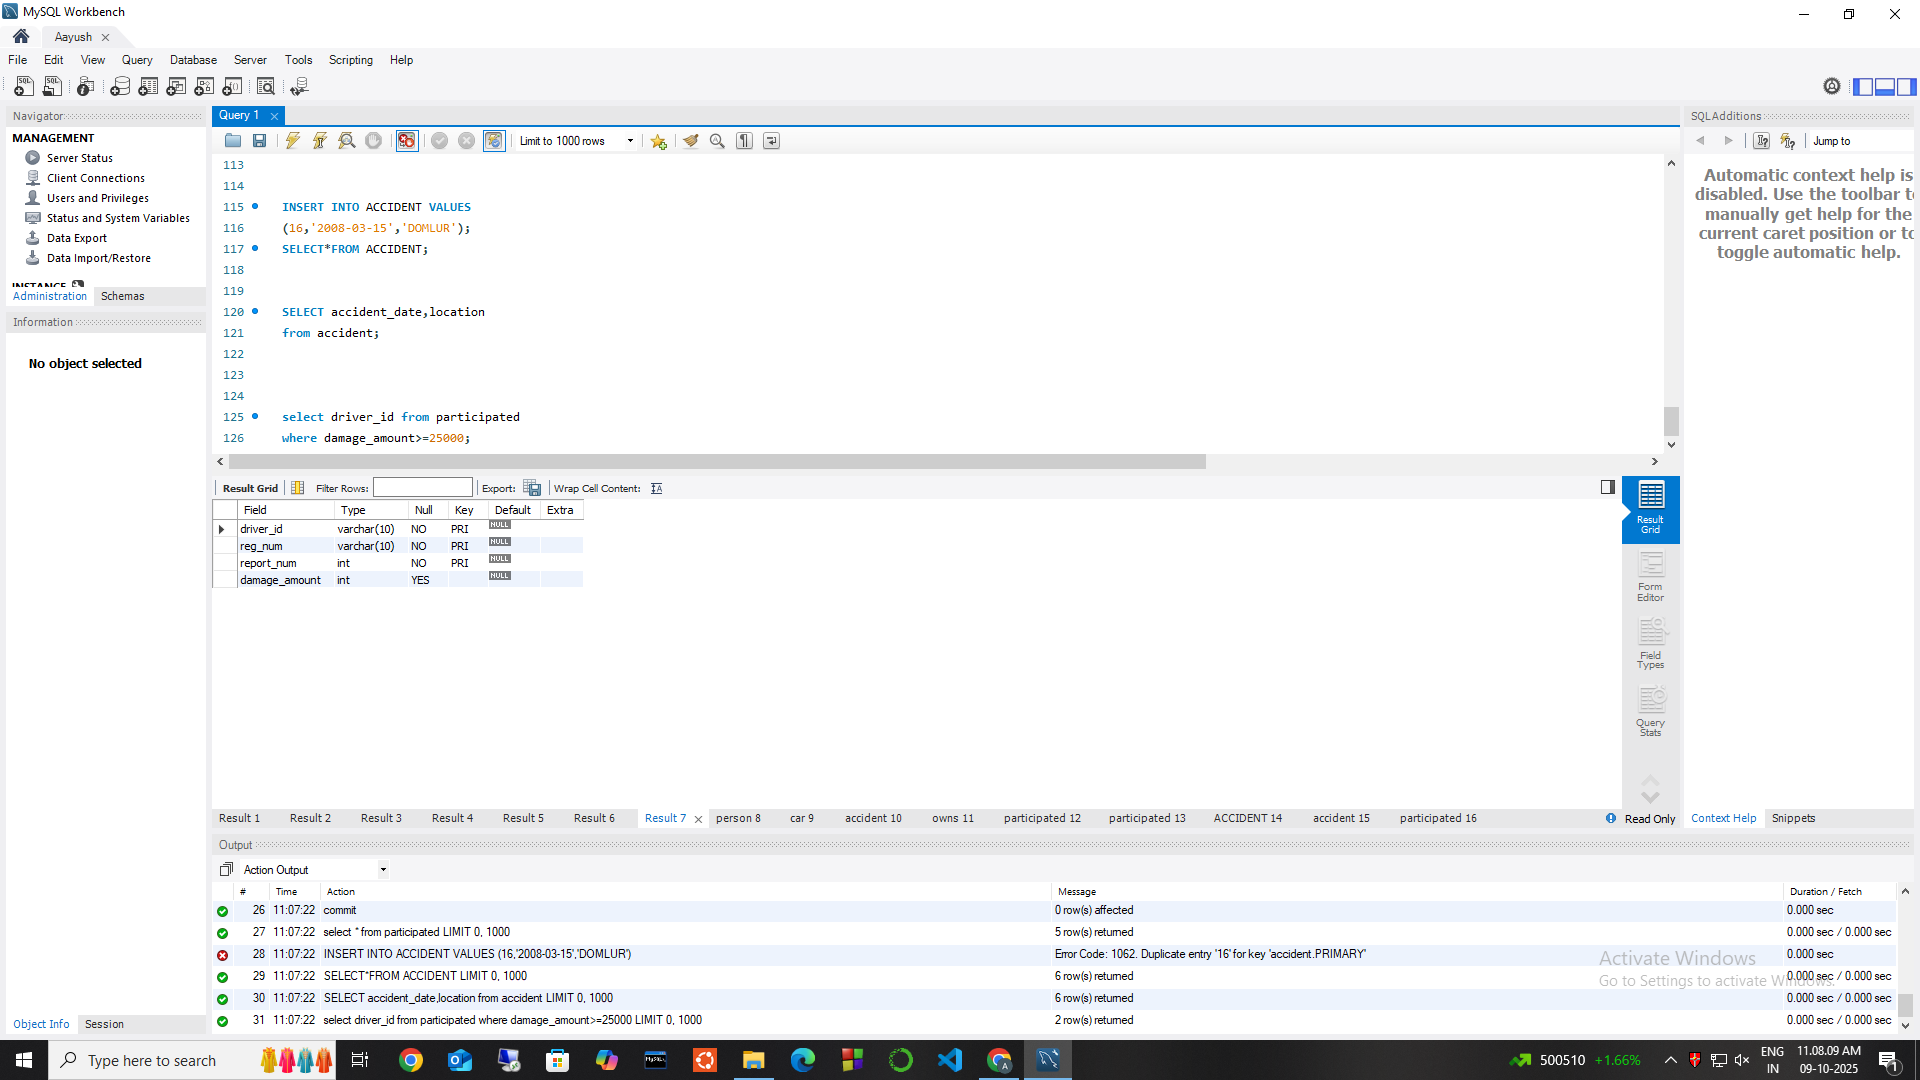 MySQL Workbench
Aayush
File Edit View Query Database Server Tools Scripting Help
Navigator
MANAGEMENT
Server Status
Client Connections
Users and Privileges
Status and System Variables
Data Export
Data Import/Restore
INSTANCE
Administration Schemas
Information
No object selected
Object Info Session
Query 1
Limit to 1000 rows
113
114
115 INSERT INTO ACCIDENT VALUES
116 (16,'2008-03-15','DOMLUR');
117 SELECT*FROM ACCIDENT;
118
119
120 SELECT accident_date,location
121 from accident;
122
123
124
125 select driver_id from participated
126 where damage_amount>=25000;
Result Grid Filter Rows: Export: Wrap Cell Content:
Field Type Null Key Default Extra
driver_id varchar(10) NO PRI NULL
reg_num varchar(10) NO PRI NULL
report_num int NO PRI NULL
damage_amount int YES NULL
Result Grid
Form Editor
Field Types
Query Stats
Result 1 Result 2 Result 3 Result 4 Result 5 Result 6 Result 7 person 8 car 9 accident 10 owns 11 participated 12 participated 13 ACCIDENT 14 accident 15 participated 16 Read Only
SQLAdditions
Jump to
Automatic context help is
disabled. Use the toolbar
manually get help for the
current caret position or
toggle automatic help.
Context Help Snippets
Output
Action Output
# Time Action Message Duration / Fetch
26 11:07:22 commit 0 row(s) affected 0.000 sec
27 11:07:22 select * from participated LIMIT 0, 1000 5 row(s) returned 0.000 sec / 0.000 sec
28 11:07:22 INSERT INTO ACCIDENT VALUES (16,'2008-03-15','DOMLUR') Error Code: 1062. Duplicate entry '16' for key 'accident.PRIMARY' 0.000 sec
29 11:07:22 SELECT*FROM ACCIDENT LIMIT 0, 1000 6 row(s) returned 0.000 sec / 0.000 sec
30 11:07:22 SELECT accident_date,location from accident LIMIT 0, 1000 6 row(s) returned 0.000 sec / 0.000 sec
31 11:07:22 select driver_id from participated where damage_amount>=25000 LIMIT 0, 1000 2 row(s) returned 0.000 sec / 0.000 sec
Activate Windows
Go to Settings to activate Windows.
Type here to search
500510 +1.66%
ENG
IN
11.08.09 AM
09-10-2025
1